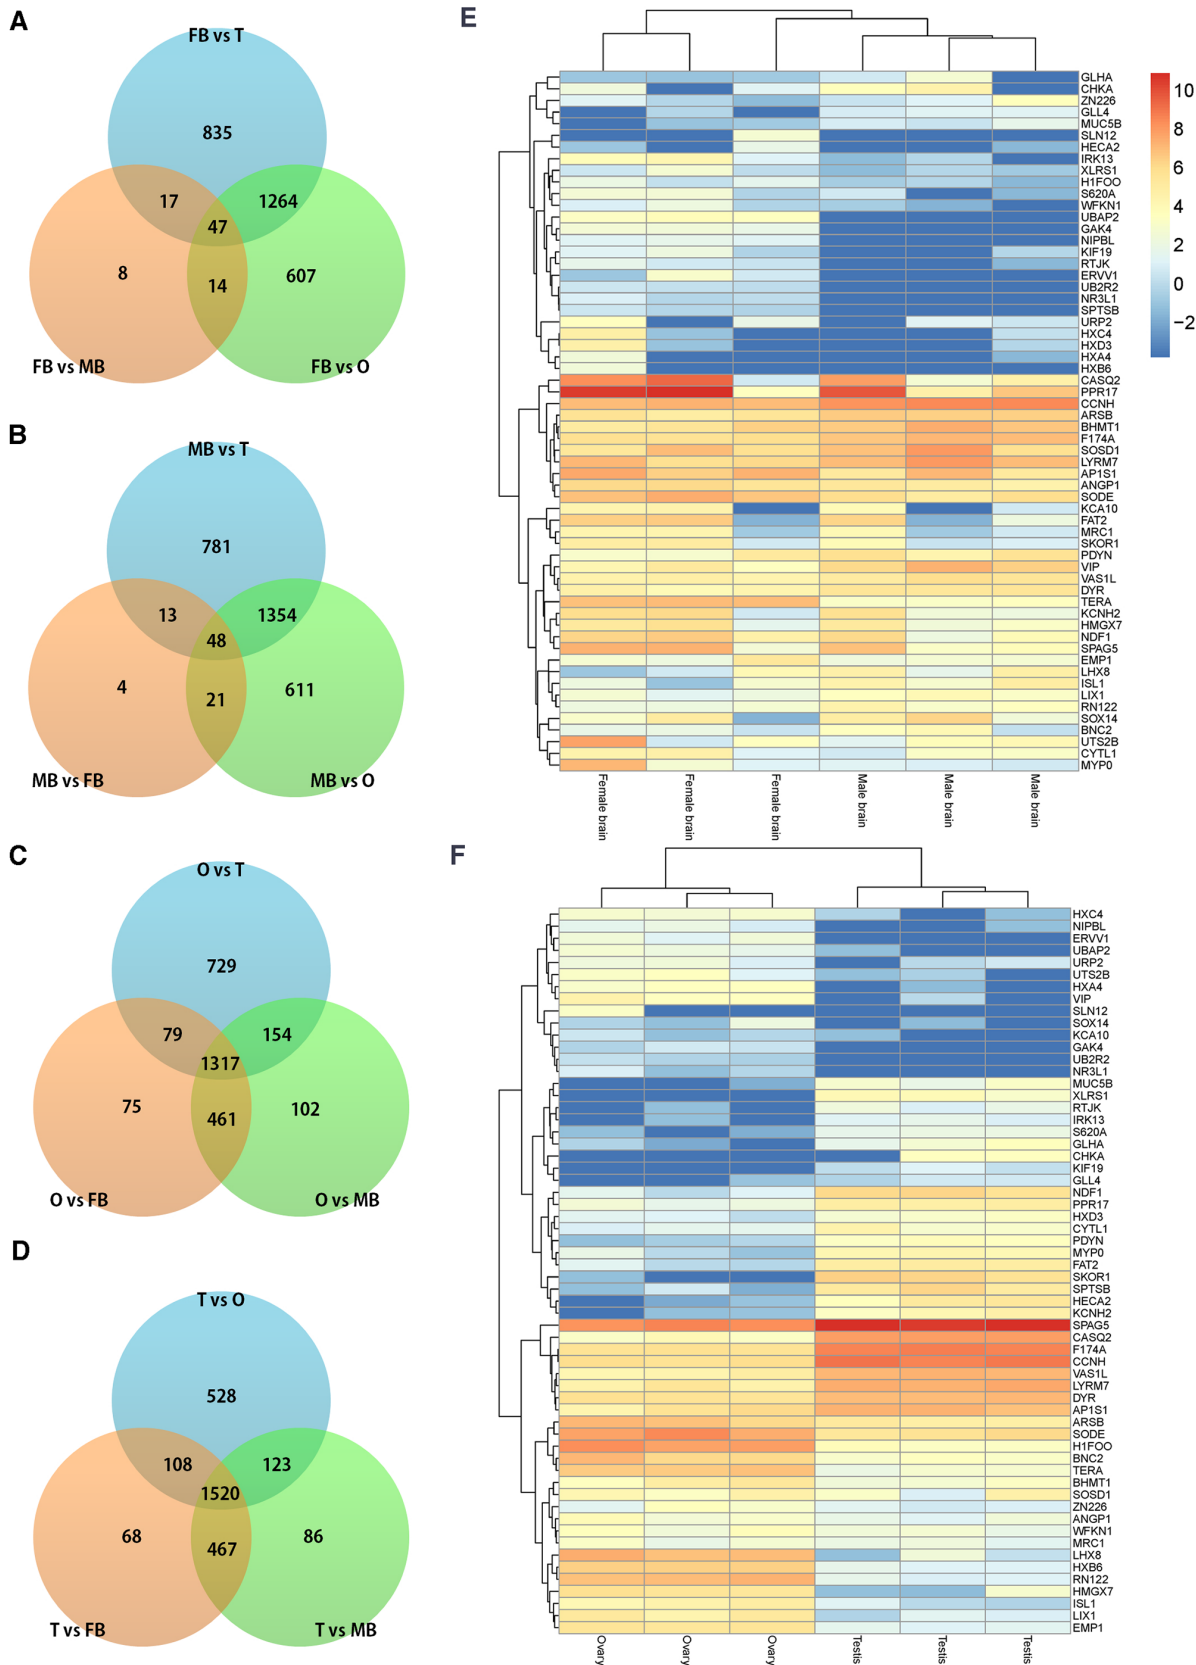 A
FB vs T
835
17
1264
47
8
14
607
FB vs MB
FB vs O
B
MB vs T
781
13
1354
48
4
21
611
MB vs FB
MB vs O
C
O vs T
729
79
154
1317
75
461
102
O vs FB
O vs MB
D
T vs O
528
108
123
1520
68
467
86
T vs FB
T vs MB
E
GLHA
CHKA
ZN226
GLL4
MUC5B
SLN12
HECA2
IRK13
XLRS1
H1FOO
S620A
WFKN1
UBAP2
GAK4
NIPBL
KIF19
RTJK
ERVV1
UB2R2
NR3L1
SPTSB
URP2
HXC4
HXD3
HXA4
HXB6
CASQ2
PPR17
CCNH
ARSB
BHMT1
F174A
SOSD1
LYRM7
AP1S1
ANGP1
SODE
KCA10
FAT2
MRC1
SKOR1
PDYN
VIP
VAS1L
DYR
TERA
KCNH2
HMGX7
NDF1
SPAG5
EMP1
LHX8
ISL1
LIX1
RN122
SOX14
BNC2
UTS2B
CYTL1
MYP0
Female brain
Female brain
Female brain
Male brain
Male brain
Male brain
10
8
6
4
2
0
−2
F
HXC4
NIPBL
ERVV1
UBAP2
URP2
UTS2B
HXA4
VIP
SLN12
SOX14
KCA10
GAK4
UB2R2
NR3L1
MUC5B
XLRS1
RTJK
IRK13
S620A
GLHA
CHKA
KIF19
GLL4
NDF1
PPR17
HXD3
CYTL1
PDYN
MYP0
FAT2
SKOR1
SPTSB
HECA2
KCNH2
SPAG5
CASQ2
F174A
CCNH
VAS1L
LYRM7
DYR
AP1S1
ARSB
SODE
H1FOO
BNC2
TERA
BHMT1
SOSD1
ZN226
ANGP1
WFKN1
MRC1
LHX8
HXB6
RN122
HMGX7
ISL1
LIX1
EMP1
Ovary
Ovary
Ovary
Testis
Testis
Testis